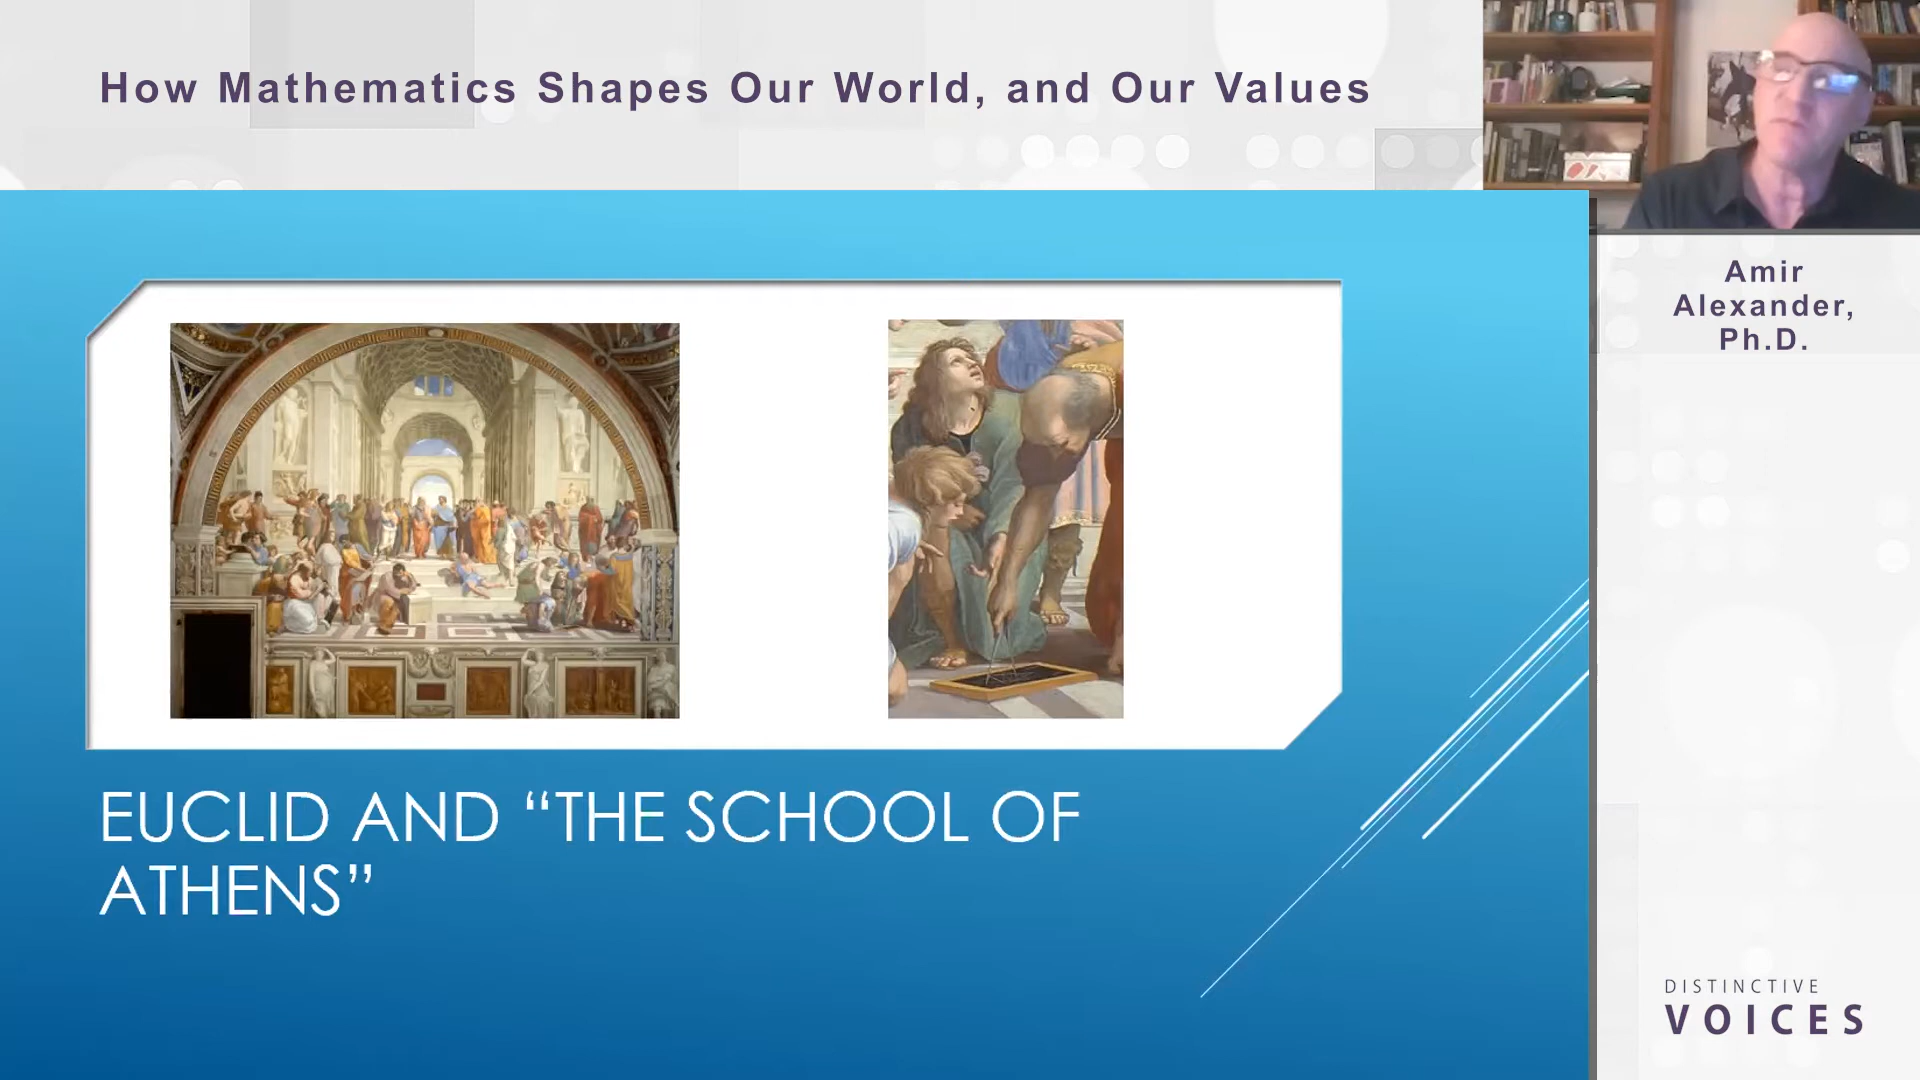 How Mathematics Shapes Our World, and Our Values
Amir
Alexander,
Ph.D.
EUCLID AND “THE SCHOOL OF
ATHENS”
DISTINCTIVE
VOICES